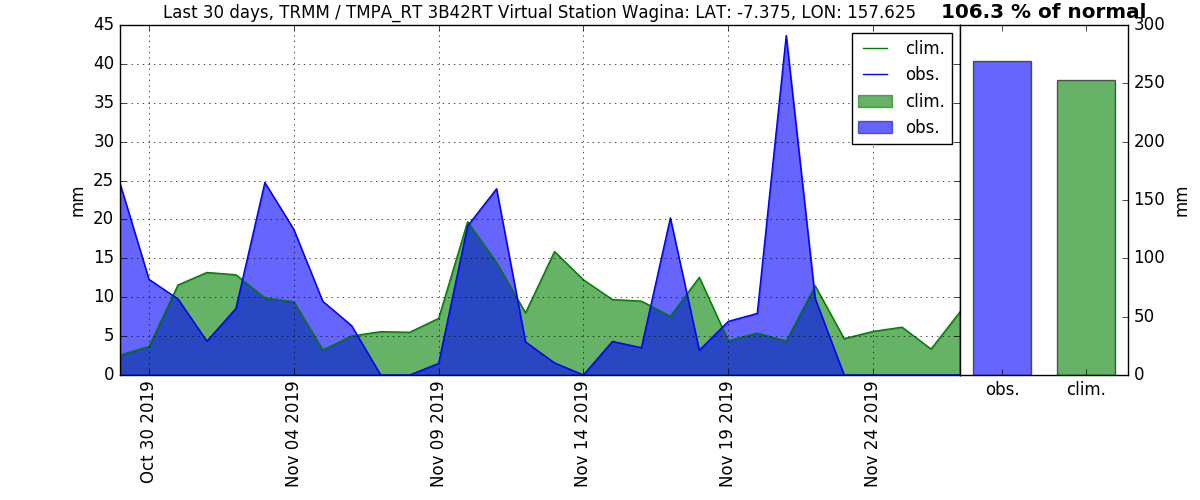 Last 30 days, TRMM / TMPA_RT 3B42RT Virtual Station Wagina: LAT: -7.375, LON: 157.625
106.3 % of normal
45
40
35
30
25
20
15
10
5
0
mm
clim.
obs.
clim.
obs.
300
250
200
150
100
50
0
mm
obs.
clim.
Oct 30 2019
Nov 04 2019
Nov 09 2019
Nov 14 2019
Nov 19 2019
Nov 24 2019